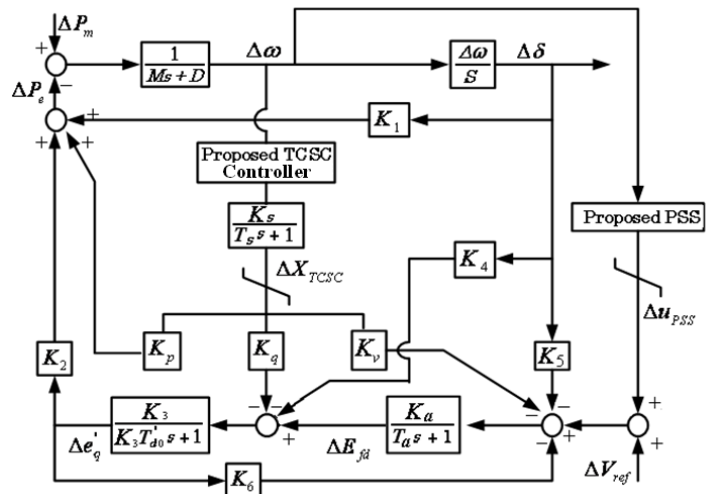 ΔP_m
+
−
1 / (Ms + D)
Δω
Δω / S
Δδ
ΔP_e
+
+
+
K_1
Proposed TCSC
Controller
K_s / (T_s s + 1)
Proposed PSS
ΔX_TCSC
K_4
Δu_PSS
K_2
K_p
K_q
K_v
K_5
−
−
−
−
+
+
K_3 / (K_3 T'_d0 s + 1)
K_a / (T_a s + 1)
+
−
+
+
Δe'_q
ΔE_fd
K_6
ΔV_ref